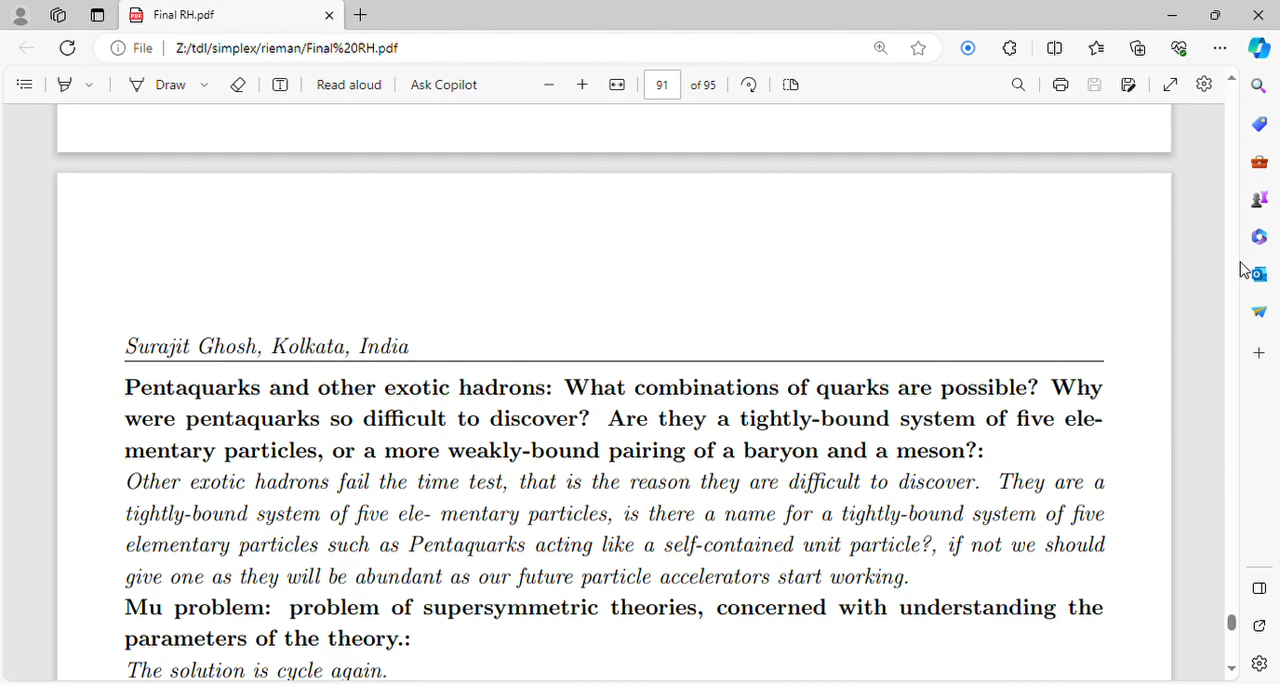 Final RH.pdf
File
Z:/tdl/simplex/rieman/Final%20RH.pdf
Draw
Read aloud
Ask Copilot
91
of 95
Surajit Ghosh, Kolkata, India
Pentaquarks and other exotic hadrons: What combinations of quarks are possible? Why
were pentaquarks so difficult to discover? Are they a tightly-bound system of five ele-
mentary particles, or a more weakly-bound pairing of a baryon and a meson?:
Other exotic hadrons fail the time test, that is the reason they are difficult to discover. They are a
tightly-bound system of five ele- mentary particles, is there a name for a tightly-bound system of five
elementary particles such as Pentaquarks acting like a self-contained unit particle?, if not we should
give one as they will be abundant as our future particle accelerators start working.
Mu problem: problem of supersymmetric theories, concerned with understanding the
parameters of the theory.:
The solution is cycle again.